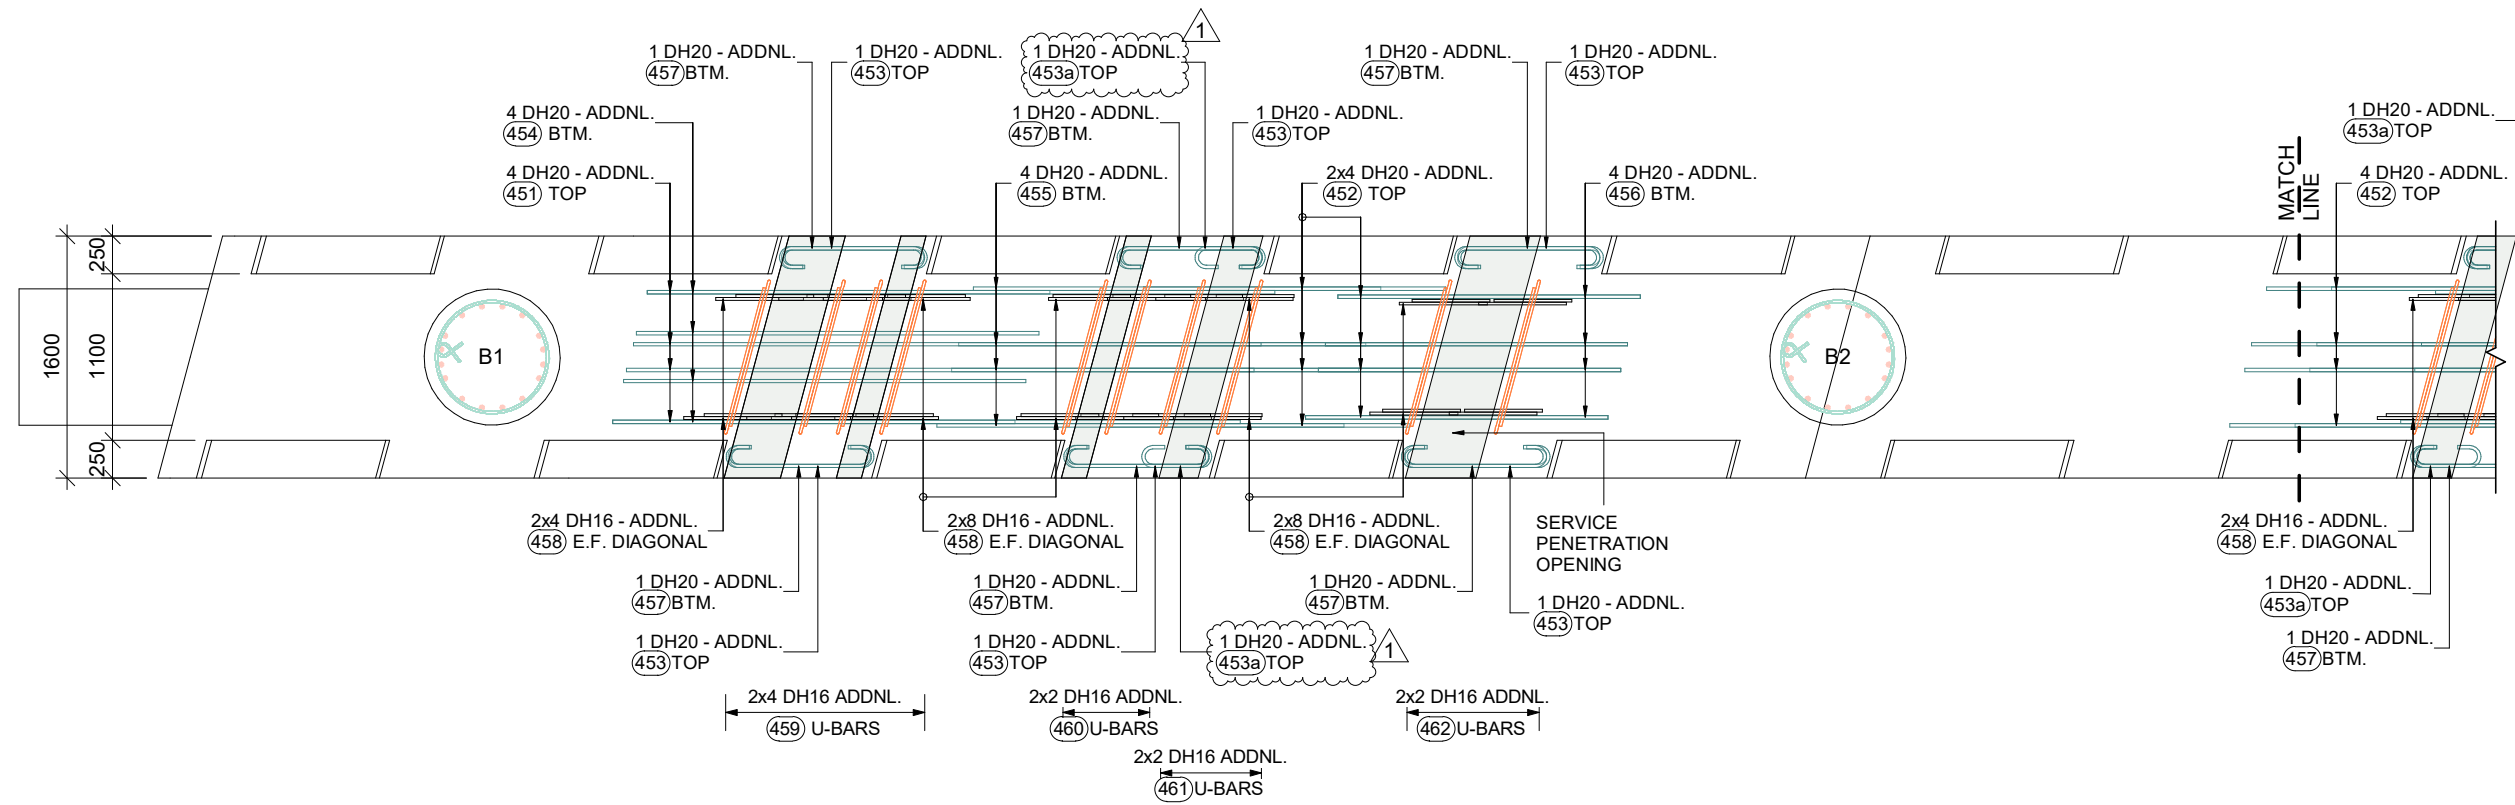 1 DH20 - ADDNL.
457 BTM.
1 DH20 - ADDNL.
453 TOP
1 DH20 - ADDNL.
453a TOP
1
1 DH20 - ADDNL.
457 BTM.
1 DH20 - ADDNL.
453 TOP
4 DH20 - ADDNL.
454 BTM.
1 DH20 - ADDNL.
457 BTM.
1 DH20 - ADDNL.
453 TOP
1 DH20 - ADDNL.
453a TOP
4 DH20 - ADDNL.
451 TOP
4 DH20 - ADDNL.
455 BTM.
2x4 DH20 - ADDNL.
452 TOP
4 DH20 - ADDNL.
456 BTM.
MATCH
LINE
4 DH20 - ADDNL.
452 TOP
1600
250
1100
250
B1
B2
2x4 DH16 - ADDNL.
458 E.F. DIAGONAL
2x8 DH16 - ADDNL.
458 E.F. DIAGONAL
2x8 DH16 - ADDNL.
458 E.F. DIAGONAL
SERVICE
PENETRATION
OPENING
2x4 DH16 - ADDNL.
458 E.F. DIAGONAL
1 DH20 - ADDNL.
457 BTM.
1 DH20 - ADDNL.
457 BTM.
1 DH20 - ADDNL.
457 BTM.
1 DH20 - ADDNL.
453 TOP
1 DH20 - ADDNL.
453a TOP
1 DH20 - ADDNL.
453 TOP
1 DH20 - ADDNL.
453 TOP
1 DH20 - ADDNL.
453a TOP
1
1 DH20 - ADDNL.
457 BTM.
2x4 DH16 ADDNL.
459 U-BARS
2x2 DH16 ADDNL.
460 U-BARS
2x2 DH16 ADDNL.
462 U-BARS
2x2 DH16 ADDNL.
461 U-BARS